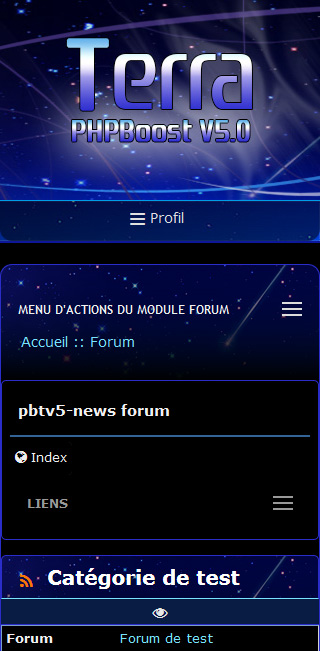 Terra
PHPBoost V5.0
Profil
MENU D'ACTIONS DU MODULE FORUM
Accueil :: Forum
pbtv5-news forum
Index
LIENS
Catégorie de test
Forum Forum de test